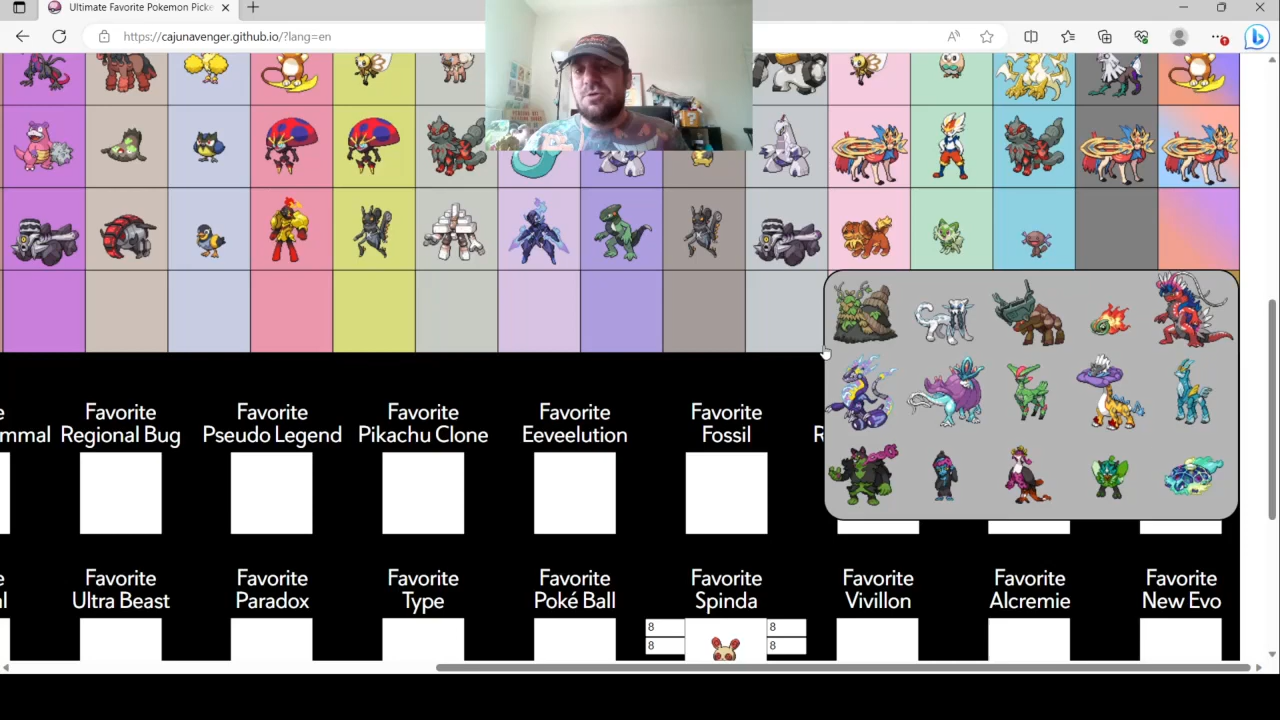 Ultimate Favorite Pokemon Picke
https://cajunavenger.github.io/?lang=en
mmal
Favorite
Regional Bug
Favorite
Pseudo Legend
Favorite
Pikachu Clone
Favorite
Eeveelution
Favorite
Fossil
Favorite
Ultra Beast
Favorite
Paradox
Favorite
Type
Favorite
Poké Ball
Favorite
Spinda
Favorite
Vivillon
Favorite
Alcremie
Favorite
New Evo
8 8
8 8